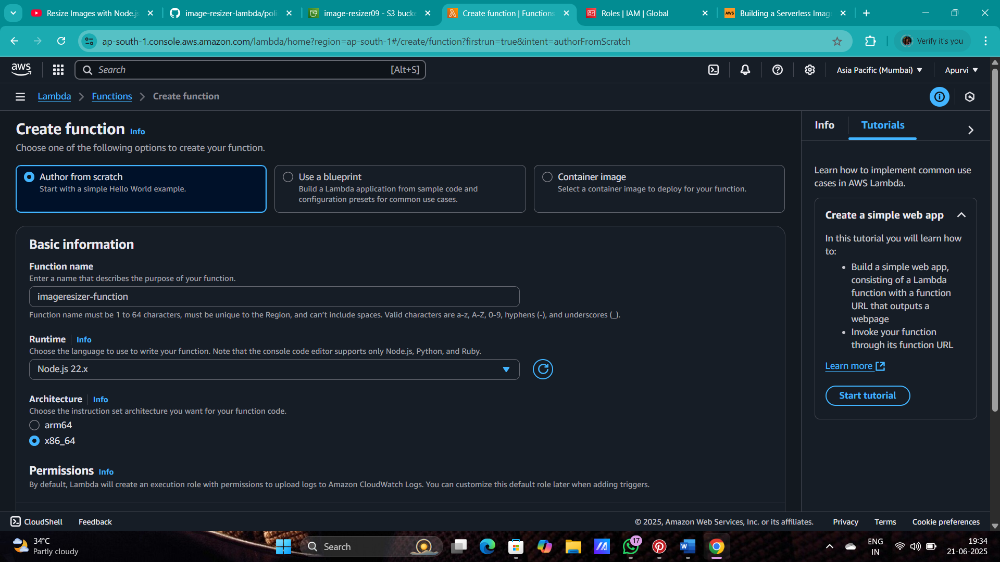 Resize Images with Node.js
image-resizer-lambda/poli
image-resizer09 - S3 bucke
Create function | Functions
Roles | IAM | Global
aws
Building a Serverless Imag
ap-south-1.console.aws.amazon.com/lambda/home?region=ap-south-1#/create/function?firstrun=true&intent=authorFromScratch
Verify it's you
aws
Search
[Alt+S]
Asia Pacific (Mumbai)
Apurvi
Lambda
Functions
Create function
Create function Info
Choose one of the following options to create your function.
Author from scratch
Start with a simple Hello World example.
Use a blueprint
Build a Lambda application from sample code and
configuration presets for common use cases.
Container image
Select a container image to deploy for your function.
Basic information
Function name
Enter a name that describes the purpose of your function.
imageresizer-function
Function name must be 1 to 64 characters, must be unique to the Region, and can't include spaces. Valid characters are a-z, A-Z, 0-9, hyphens (-), and underscores (_).
Runtime Info
Choose the language to use to write your function. Note that the console code editor supports only Node.js, Python, and Ruby.
Node.js 22.x
Architecture Info
Choose the instruction set architecture you want for your function code.
arm64
x86_64
Permissions Info
By default, Lambda will create an execution role with permissions to upload logs to Amazon CloudWatch Logs. You can customize this default role later when adding triggers.
Info
Tutorials
Learn how to implement common use
cases in AWS Lambda.
Create a simple web app
In this tutorial you will learn how
to:
• Build a simple web app,
consisting of a Lambda
function with a function
URL that outputs a
webpage
• Invoke your function
through its function URL
Learn more
Start tutorial
CloudShell
Feedback
© 2025, Amazon Web Services, Inc. or its affiliates.
Privacy
Terms
Cookie preferences
34°C
Partly cloudy
Search
17
W
ENG
IN
19:34
21-06-2025